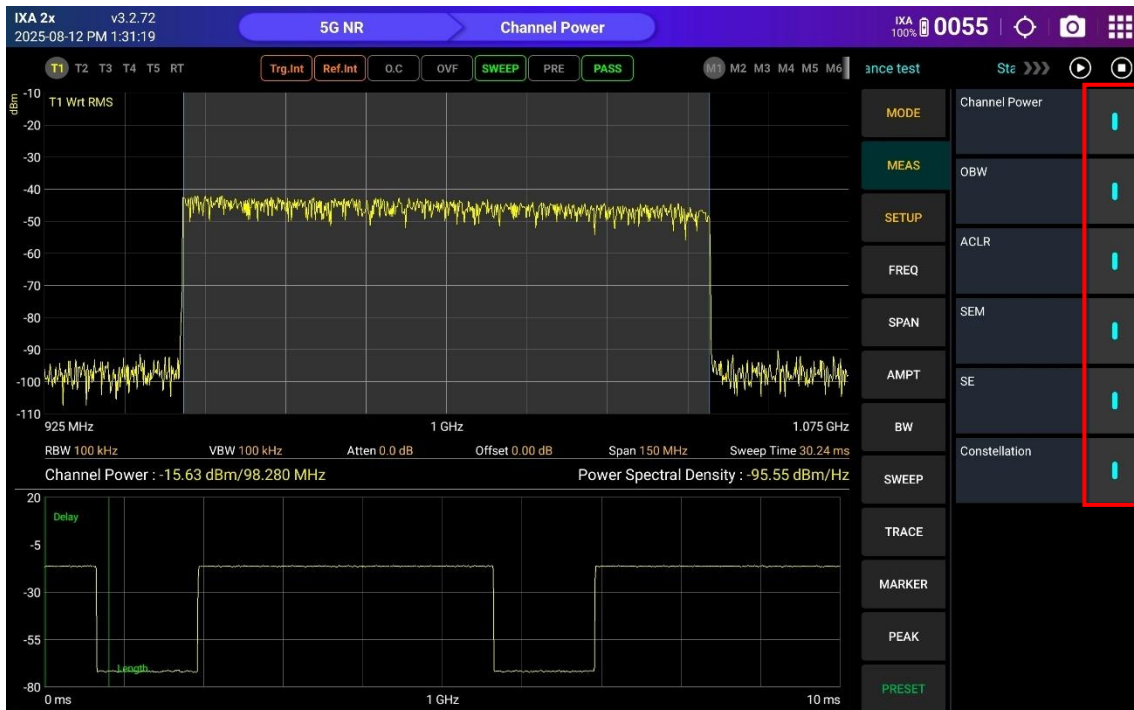 IXA 2x v3.2.72
2025-08-12 PM 1:31:19
5G NR Channel Power
IXA 100% 0055
T1 T2 T3 T4 T5 RT
Trg.Int Ref.Int O.C OVF SWEEP PRE PASS
M1 M2 M3 M4 M5 M6
ance test Sta
dBm
T1 Wrt RMS
-10
-20
-30
-40
-50
-60
-70
-80
-90
-100
-110
925 MHz 1 GHz 1.075 GHz
RBW 100 kHz VBW 100 kHz Atten 0.0 dB Offset 0.00 dB Span 150 MHz Sweep Time 30.24 ms
Channel Power : -15.63 dBm/98.280 MHz Power Spectral Density : -95.55 dBm/Hz
20
Delay
-5
-30
-55
Length
-80
0 ms 1 GHz 10 ms
MODE
MEAS
SETUP
FREQ
SPAN
AMPT
BW
SWEEP
TRACE
MARKER
PEAK
PRESET
Channel Power
OBW
ACLR
SEM
SE
Constellation